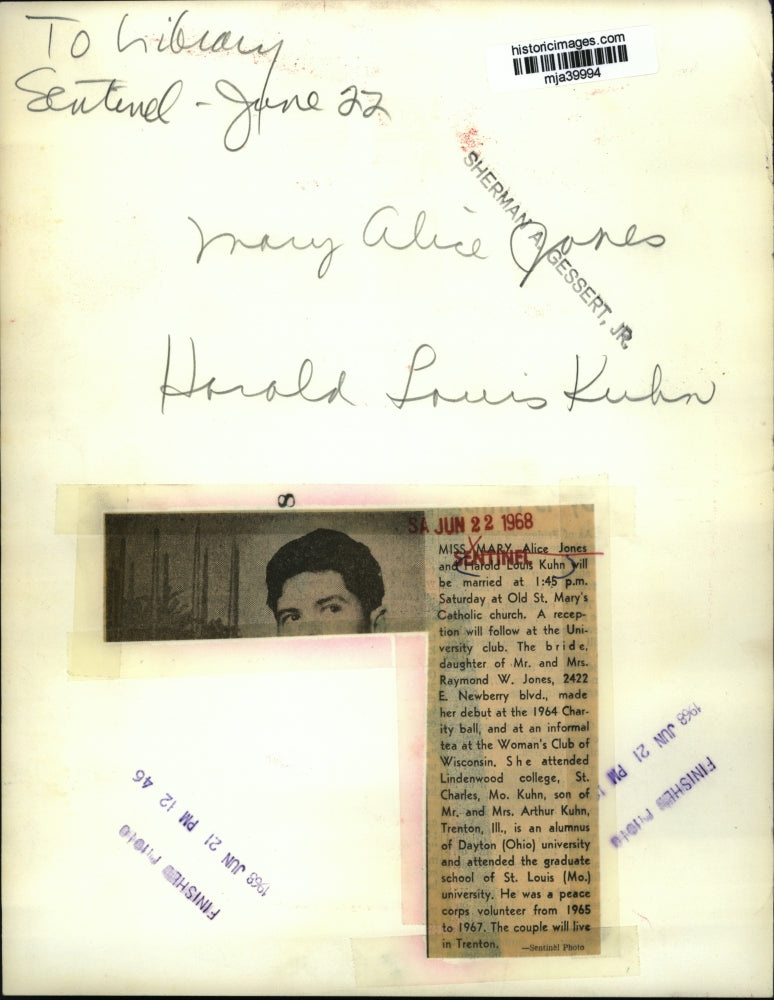 To Library
Sentinel - June 22
historicimages.com
mja39994
SHERMAN A. GESSERT, JR.
Mary Alice Jones
Harold Louis Kuhn
8
SA JUN 22 1968
SENTINEL
MISS MARY Alice Jones
and Harold Louis Kuhn will
be married at 1:45 p.m.
Saturday at Old St. Mary's
Catholic church. A recep-
tion will follow at the Uni-
versity club. The bride,
daughter of Mr. and Mrs.
Raymond W. Jones, 2422
E. Newberry blvd., made
her debut at the 1964 Char-
ity ball, and at an informal
tea at the Woman's Club of
Wisconsin. She attended
Lindenwood college, St.
Charles, Mo. Kuhn, son of
Mr. and Mrs. Arthur Kuhn,
Trenton, Ill., is an alumnus
of Dayton (Ohio) university
and attended the graduate
school of St. Louis (Mo.)
university. He was a peace
corps volunteer from 1965
to 1967. The couple will live
in Trenton.
—Sentinel Photo
1968 JUN 21 PM 12 46
FINISHED
1968 JUN 21 PM
FINISHED